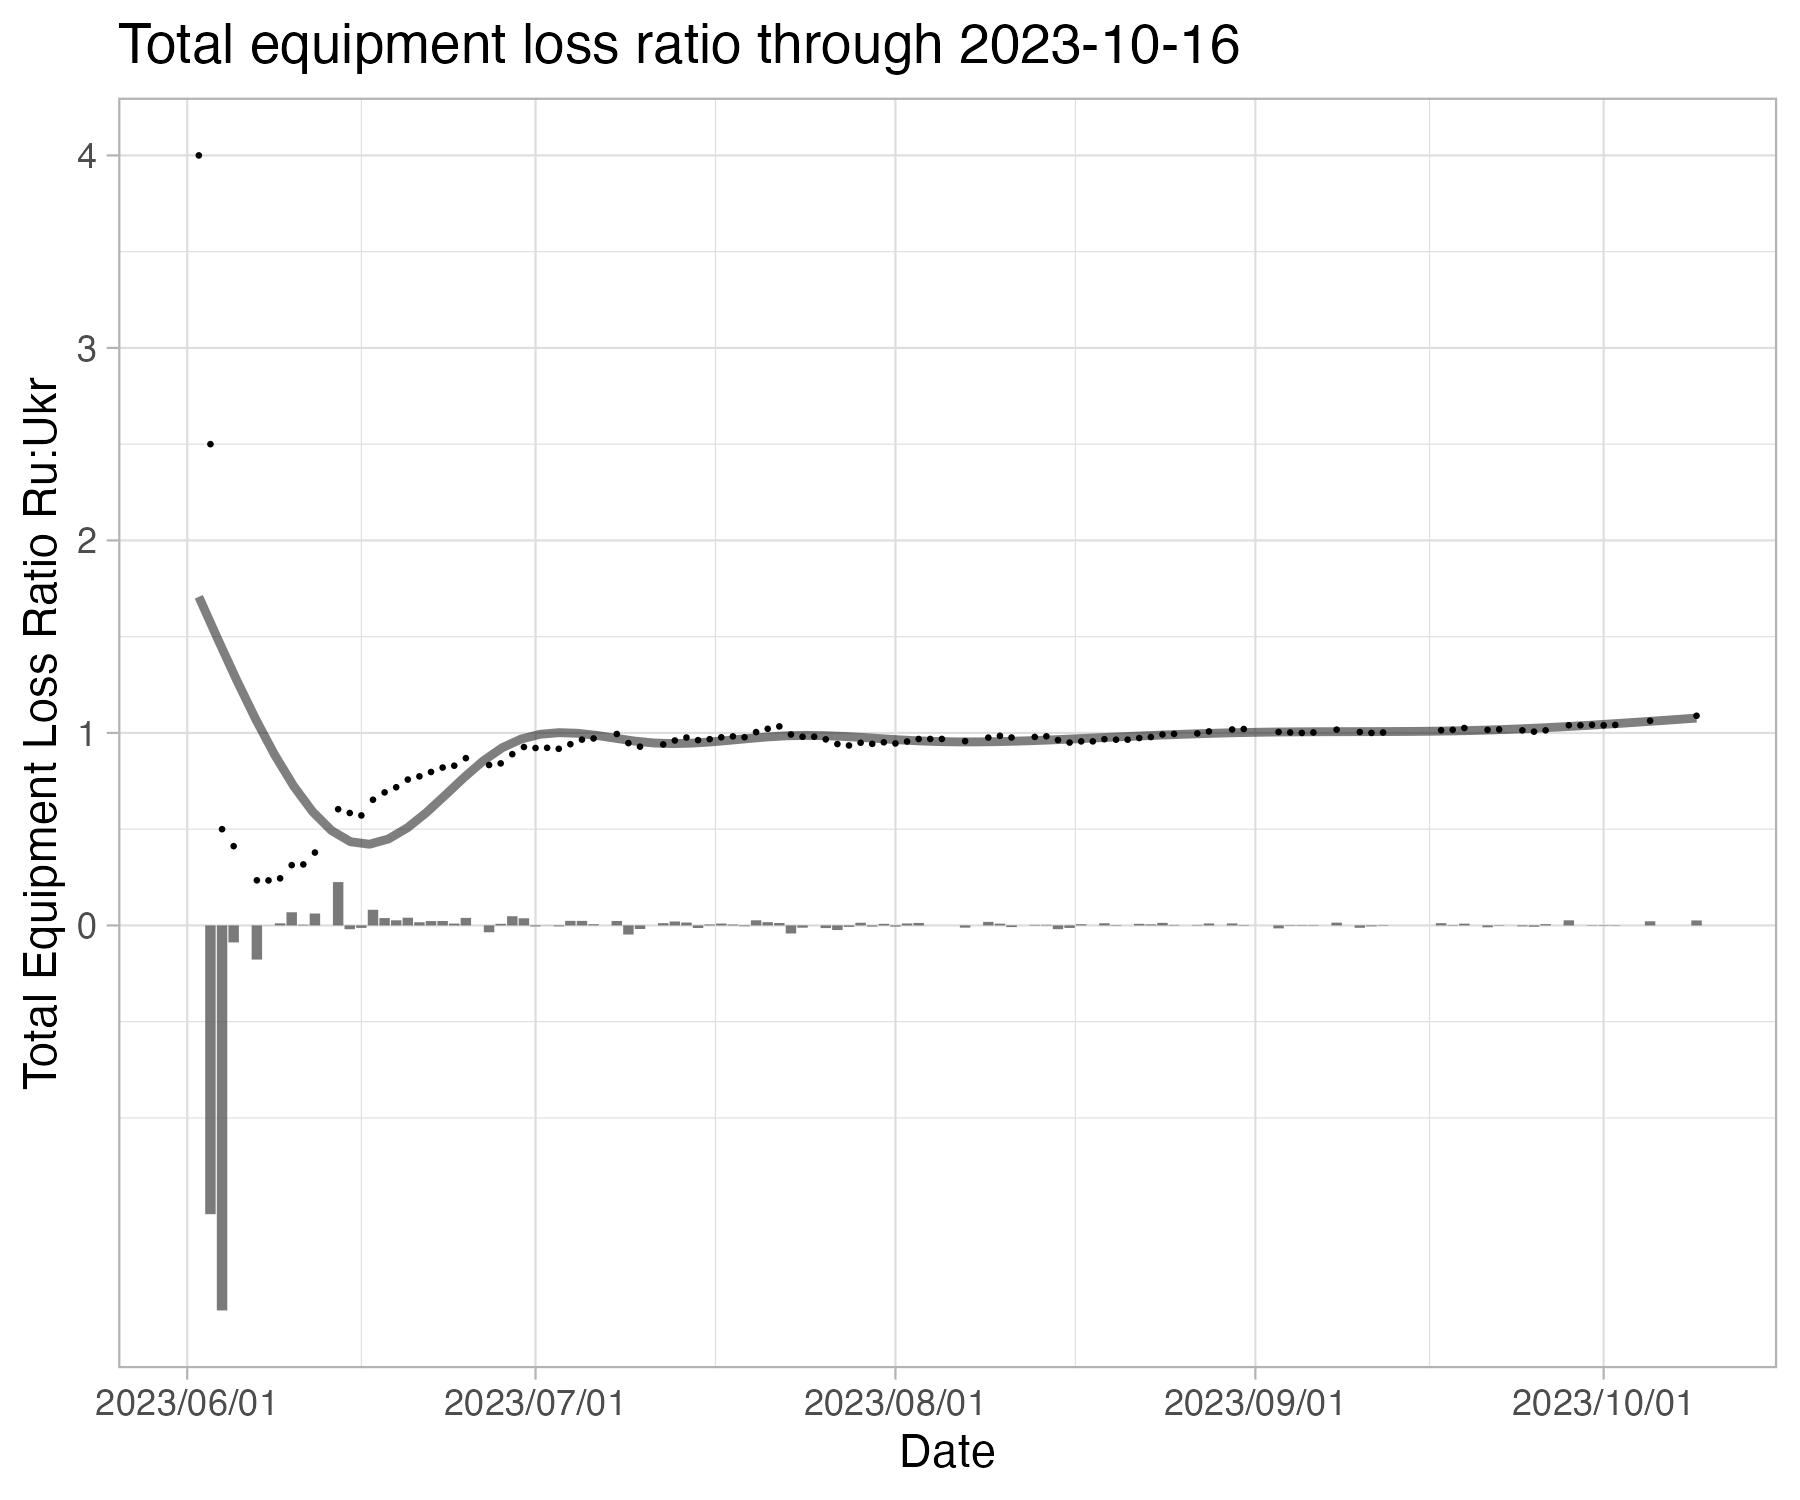 Total equipment loss ratio through 2023-10-16
Total Equipment Loss Ratio Ru:Ukr
4
3
2
1
0
2023/06/01 2023/07/01 2023/08/01 2023/09/01 2023/10/01
Date